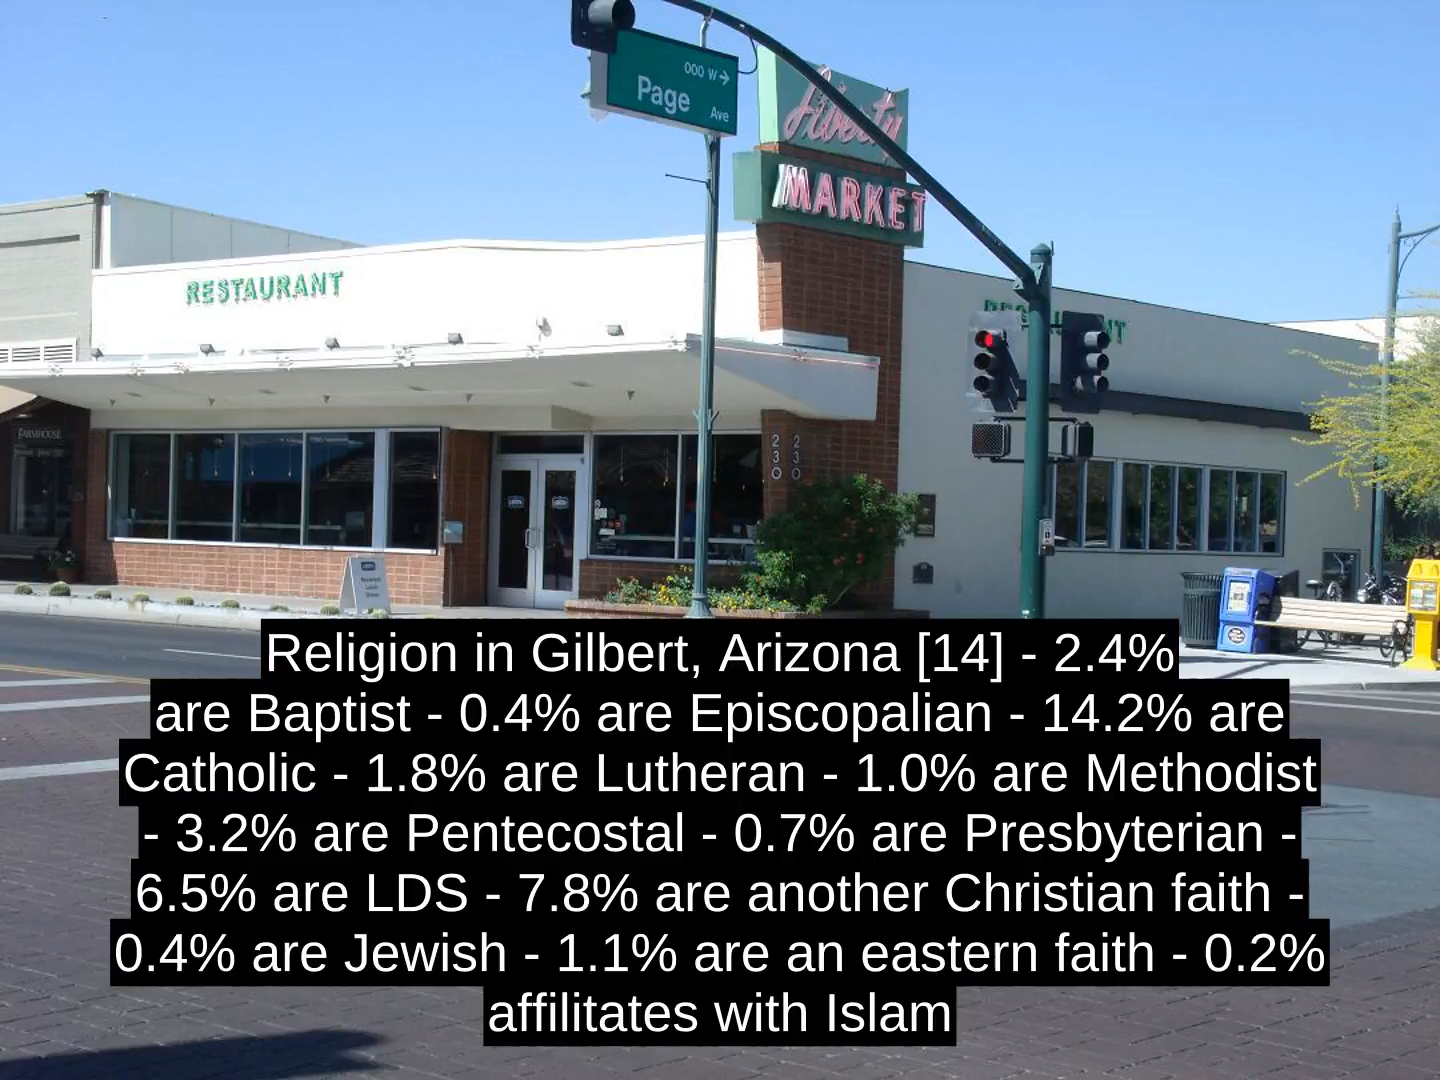 000 W→
Page Ave
Liberty
MARKET
RESTAURANT
FARMHOUSE
230 230
Religion in Gilbert, Arizona [14] - 2.4%
are Baptist - 0.4% are Episcopalian - 14.2% are
Catholic - 1.8% are Lutheran - 1.0% are Methodist
- 3.2% are Pentecostal - 0.7% are Presbyterian -
6.5% are LDS - 7.8% are another Christian faith -
0.4% are Jewish - 1.1% are an eastern faith - 0.2%
affilitates with Islam